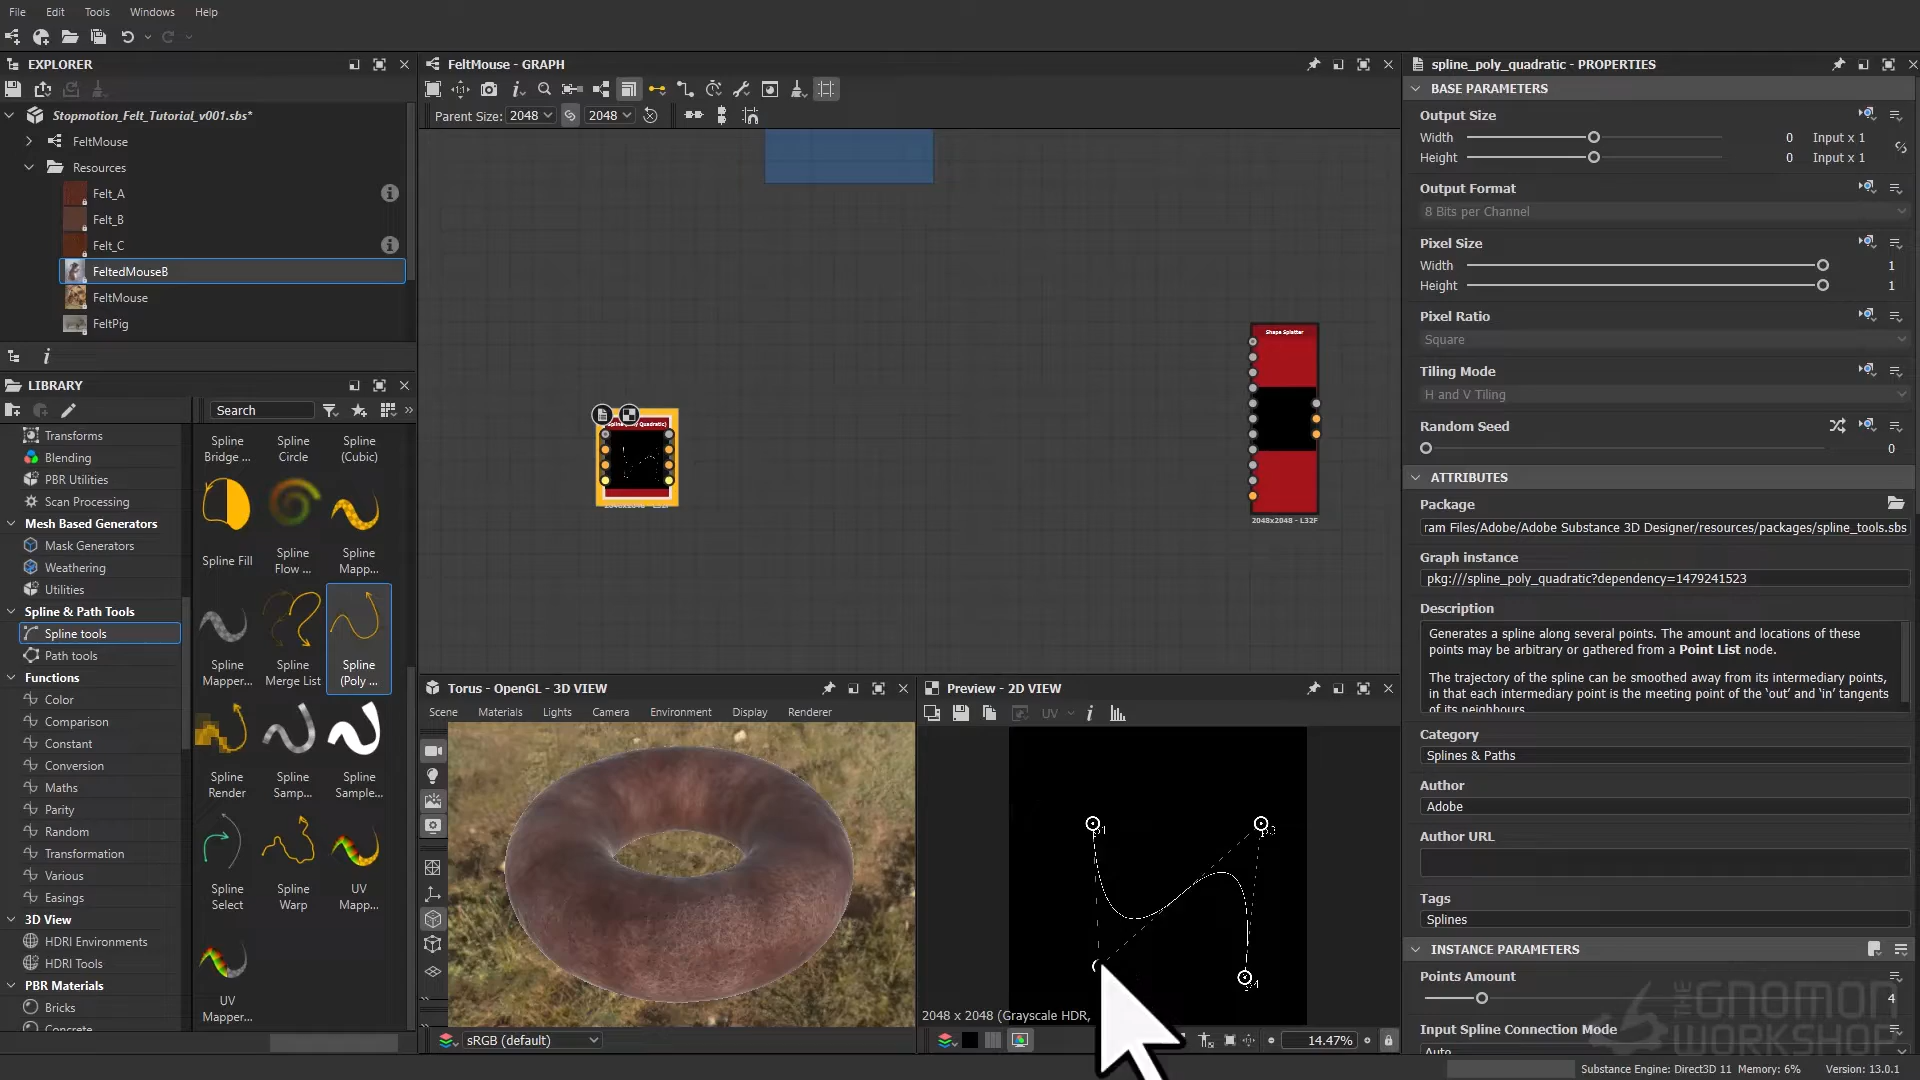 File Edit Tools Windows Help
EXPLORER
Stopmotion_Felt_Tutorial_v001.sbs*
FeltMouse
Resources
Felt_A
Felt_B
Felt_C
FeltedMouseB
FeltMouse
FeltPig
LIBRARY
Search
Transforms
Blending
PBR Utilities
Scan Processing
Mesh Based Generators
Mask Generators
Weathering
Utilities
Spline & Path Tools
Spline tools
Path tools
Functions
Color
Comparison
Constant
Conversion
Maths
Parity
Random
Transformation
Various
Easings
3D View
HDRI Environments
HDRI Tools
PBR Materials
Bricks
Concrete
Spline Bridge ...
Spline Circle
Spline (Cubic)
Spline Fill
Spline Flow ...
Spline Mapp...
Spline Mapper...
Spline Merge List
Spline (Poly ...
Spline Render
Spline Samp...
Spline Sample...
Spline Select
Spline Warp
UV Mapp...
UV Mapper...
FeltMouse - GRAPH
Parent Size: 2048 2048
Shape Splatter
2048x2048 - L32F
Torus - OpenGL - 3D VIEW
Scene Materials Lights Camera Environment Display Renderer
sRGB (default)
Preview - 2D VIEW
UV
2048 x 2048 (Grayscale HDR,
14.47%
spline_poly_quadratic - PROPERTIES
BASE PARAMETERS
Output Size
Width 0 Input x 1
Height 0 Input x 1
Output Format
8 Bits per Channel
Pixel Size
Width 1
Height 1
Pixel Ratio
Square
Tiling Mode
H and V Tiling
Random Seed
0
ATTRIBUTES
Package
ram Files/Adobe/Adobe Substance 3D Designer/resources/packages/spline_tools.sbs
Graph instance
pkg:///spline_poly_quadratic?dependency=1479241523
Description
Generates a spline along several points. The amount and locations of these
points may be arbitrary or gathered from a Point List node.
The trajectory of the spline can be smoothed away from its intermediary points,
in that each intermediary point is the meeting point of the 'out' and 'in' tangents
of its neighbours.
Category
Splines & Paths
Author
Adobe
Author URL
Tags
Splines
INSTANCE PARAMETERS
Points Amount
4
Input Spline Connection Mode
Auto
THE GNOMON WORKSHOP
Substance Engine: Direct3D 11 Memory: 6% Version: 13.0.1